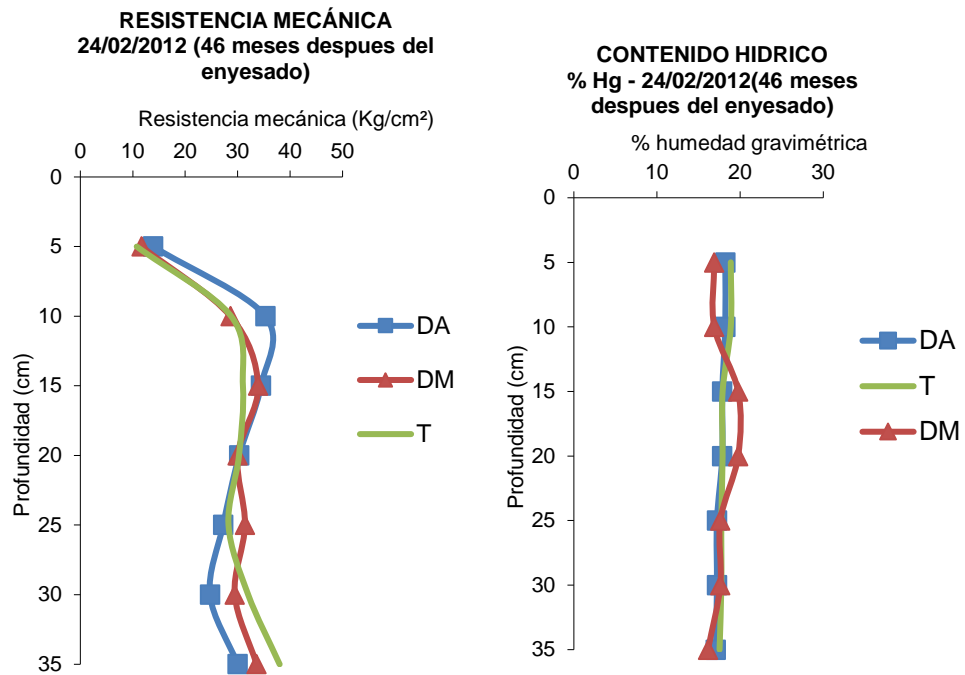 RESISTENCIA MECÁNICA
24/02/2012 (46 meses despues del
enyesado)
Resistencia mecánica (Kg/cm²)
0 10 20 30 40 50
0
5
10
15
20
25
30
35
Profundidad (cm)
DA
DM
T
CONTENIDO HIDRICO
% Hg - 24/02/2012(46 meses
despues del enyesado)
% humedad gravimétrica
0 10 20 30
0
5
10
15
20
25
30
35
Profundidad (cm)
DA
T
DM